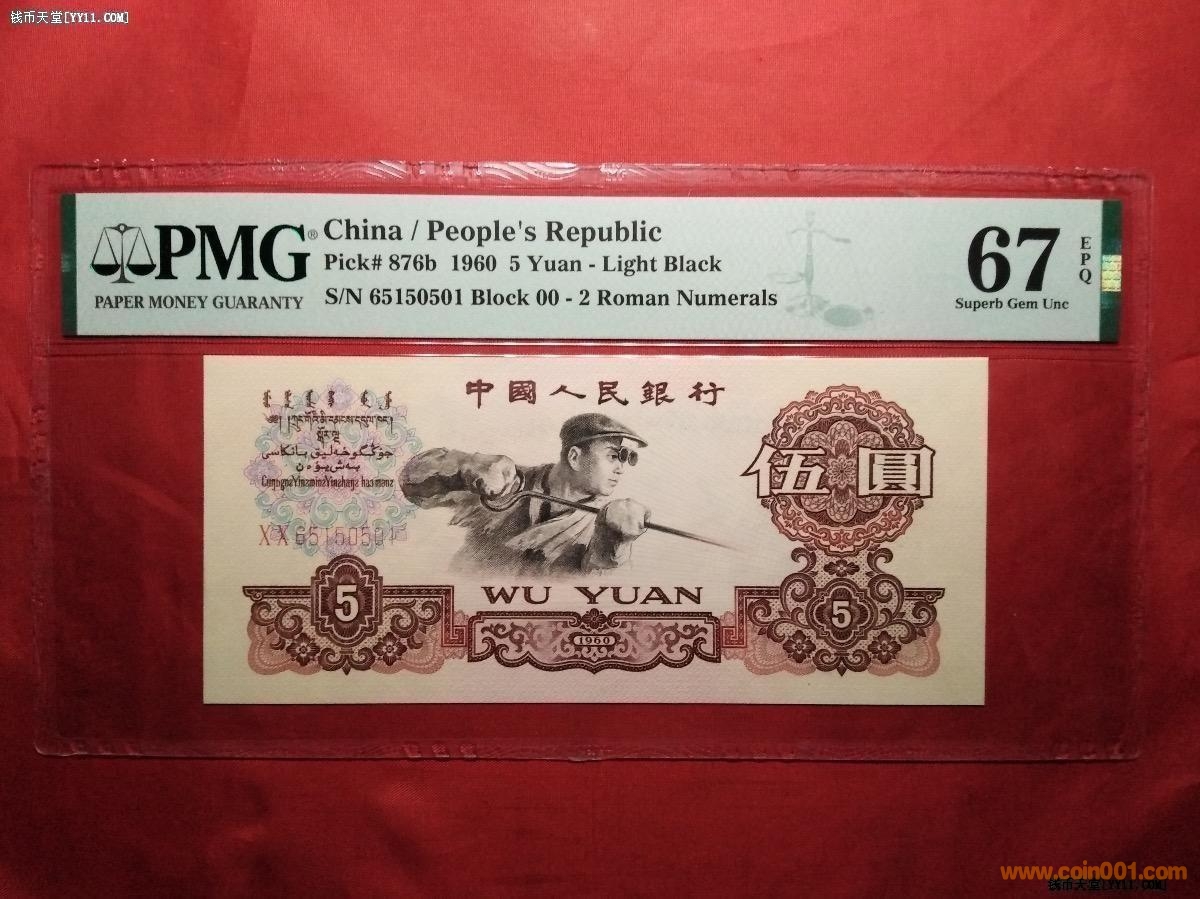 钱币天堂[YY11.COM]
PMG®
PAPER MONEY GUARANTY
China / People's Republic
Pick# 876b 1960 5 Yuan - Light Black
S/N 65150501 Block 00 - 2 Roman Numerals
67
EPQ
Superb Gem Unc
中國人民銀行
伍圓
XX65150501
5
WU YUAN
1960
5
www.coin001.com
钱币天堂[YY11.COM]